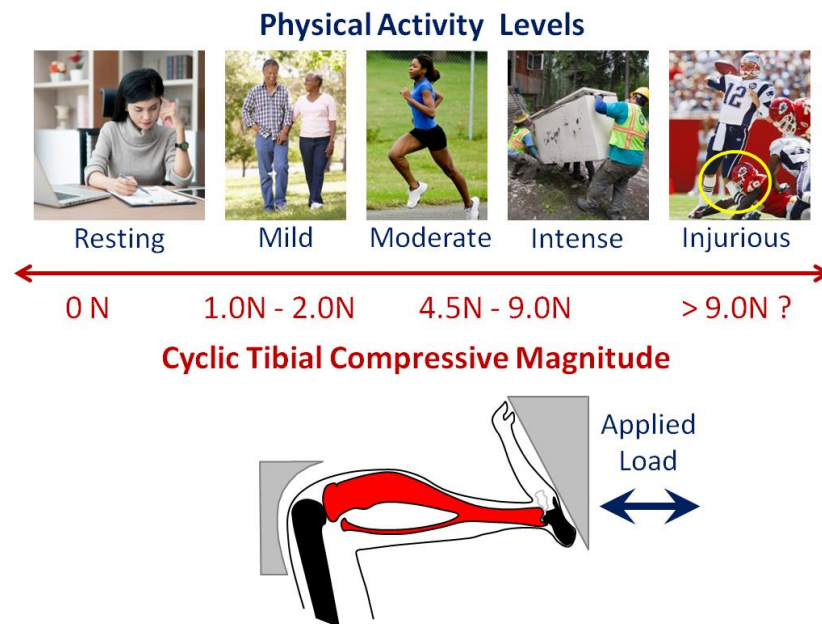 Physical Activity Levels
12
Resting
Mild
Moderate
Intense
Injurious
0 N
1.0N - 2.0N
4.5N - 9.0N
> 9.0N ?
Cyclic Tibial Compressive Magnitude
Applied
Load